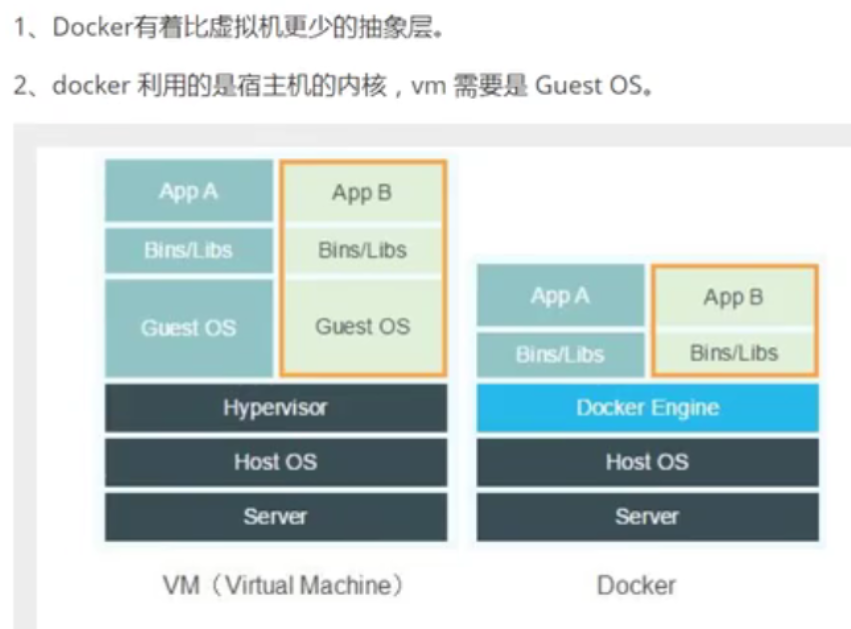 1、Docker有着比虚拟机更少的抽象层。
2、docker 利用的是宿主机的内核，vm 需要是 Guest OS。
App A
App B
Bins/Libs
Bins/Libs
Guest OS
Guest OS
Hypervisor
Host OS
Server
VM（Virtual Machine）
App A
App B
Bins/Libs
Bins/Libs
Docker Engine
Host OS
Server
Docker